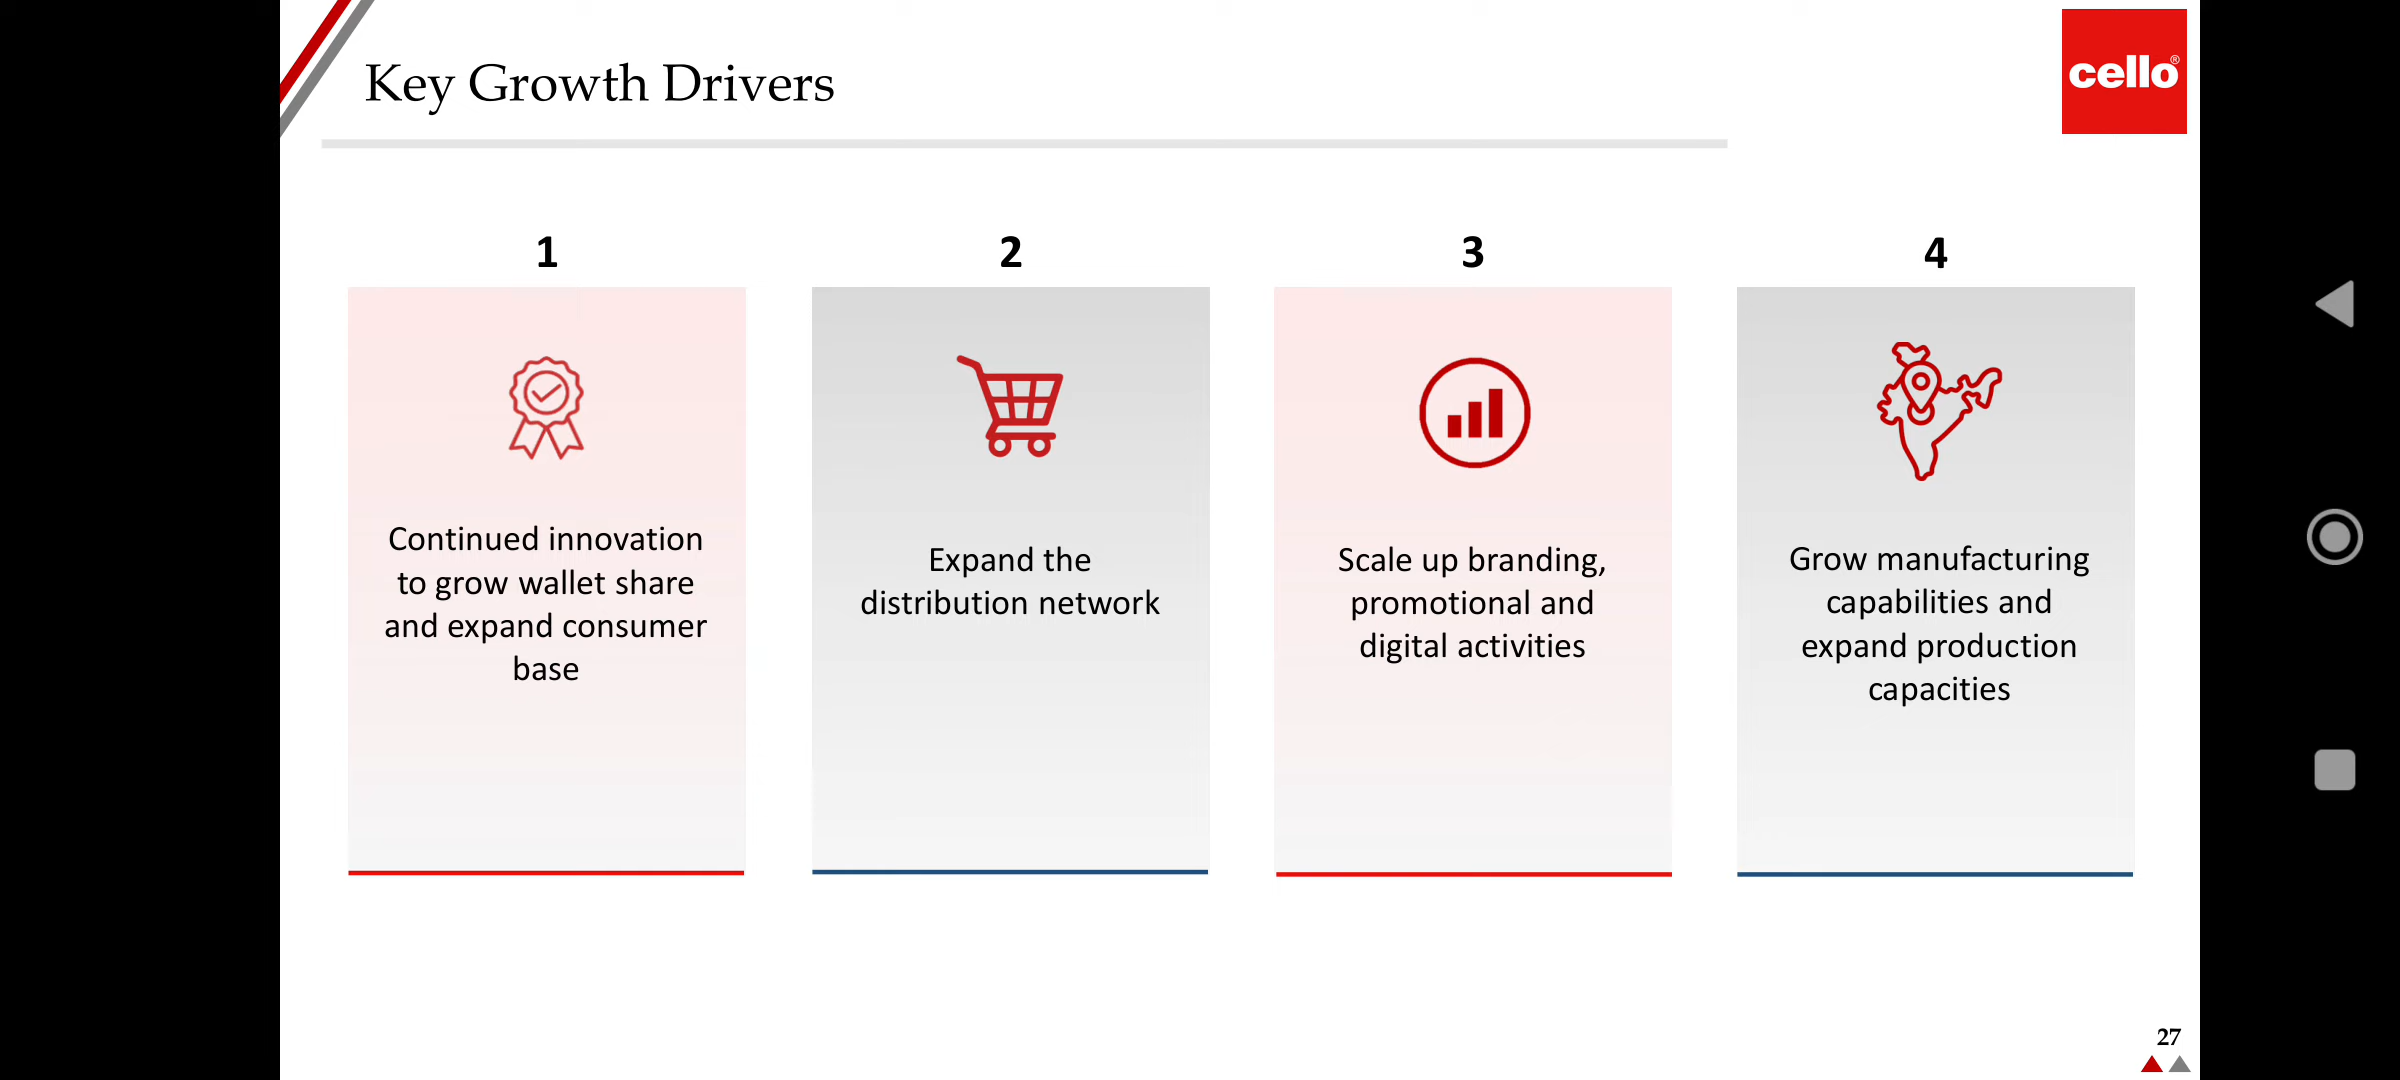 Key Growth Drivers
cello®
1
Continued innovation
to grow wallet share
and expand consumer
base
2
Expand the
distribution network
3
Scale up branding,
promotional and
digital activities
4
Grow manufacturing
capabilities and
expand production
capacities
27